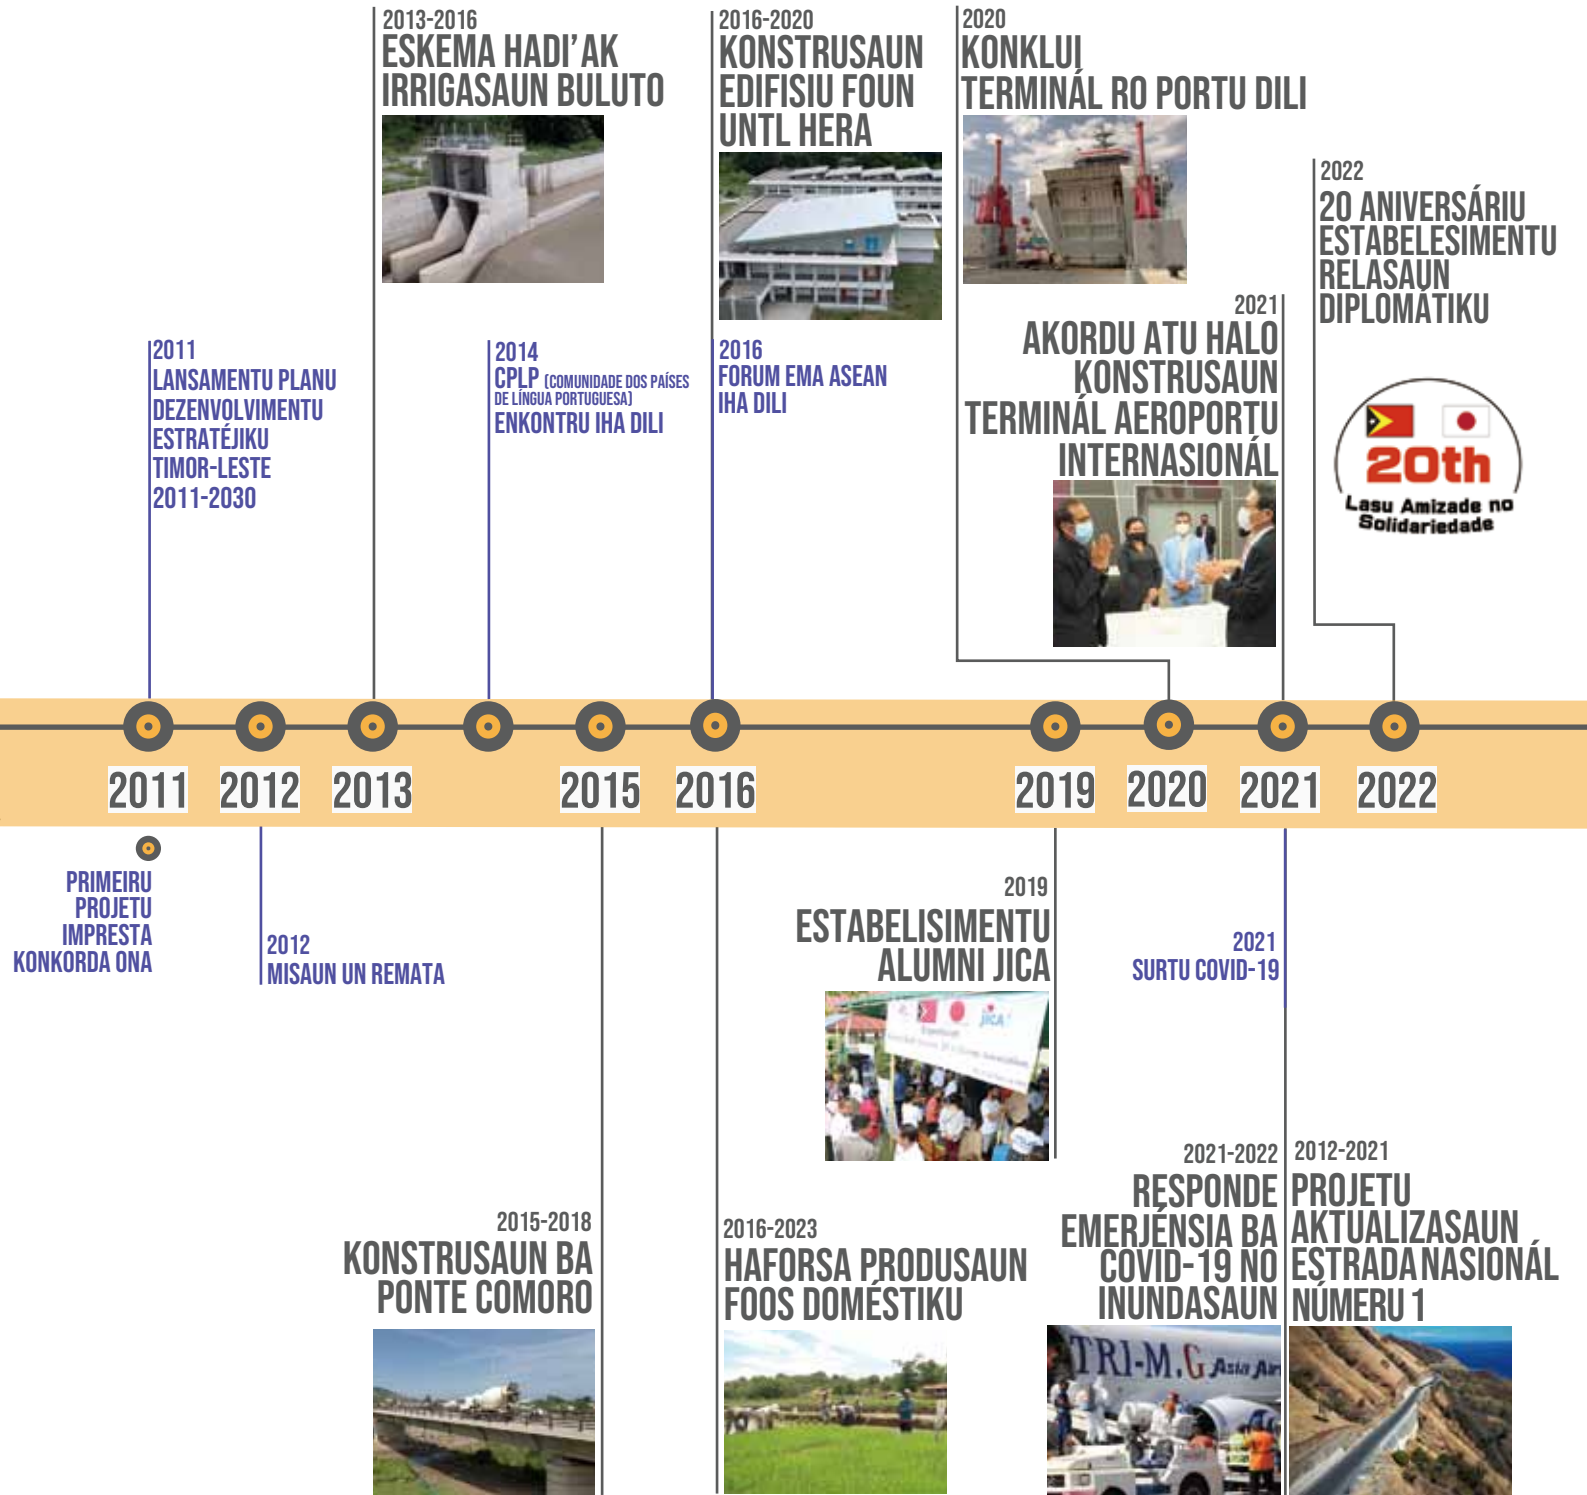 2013-2016
ESKEMA HADI'AK
IRRIGASAUN BULUTO
2016-2020
KONSTRUSAUN
EDIFISIU FOUN
UNTL HERA
2020
KONKLUI
TERMINÁL RO PORTU DILI
2022
20 ANIVERSÁRIU
ESTABELESIMENTU
RELASAUN
DIPLOMÁTIKU
20th
Lasu Amizade no
Solidariedade
2021
AKORDU ATU HALO
KONSTRUSAUN
TERMINÁL AEROPORTU
INTERNASIONÁL
2011
LANSAMENTU PLANU
DEZENVOLVIMENTU
ESTRATÉJIKU
TIMOR-LESTE
2011-2030
2014
CPLP (COMUNIDADE DOS PAÍSES
DE LÍNGUA PORTUGUESA)
ENKONTRU IHA DILI
2016
FORUM EMA ASEAN
IHA DILI
2011
2012
2013
2015
2016
2019
2020
2021
2022
PRIMEIRU
PROJETU
IMPRESTA
KONKORDA ONA
2012
MISAUN UN REMATA
2019
ESTABELISIMENTU
ALUMNI JICA
jICA
2021
SURTU COVID-19
2015-2018
KONSTRUSAUN BA
PONTE COMORO
2016-2023
HAFORSA PRODUSAUN
FOOS DOMÉSTIKU
2021-2022
RESPONDE
EMERJÉNSIA BA
COVID-19 NO
INUNDASAUN
TRI-M.G Asia Air
2012-2021
PROJETU
AKTUALIZASAUN
ESTRADA NASIONÁL
NÚMERU 1